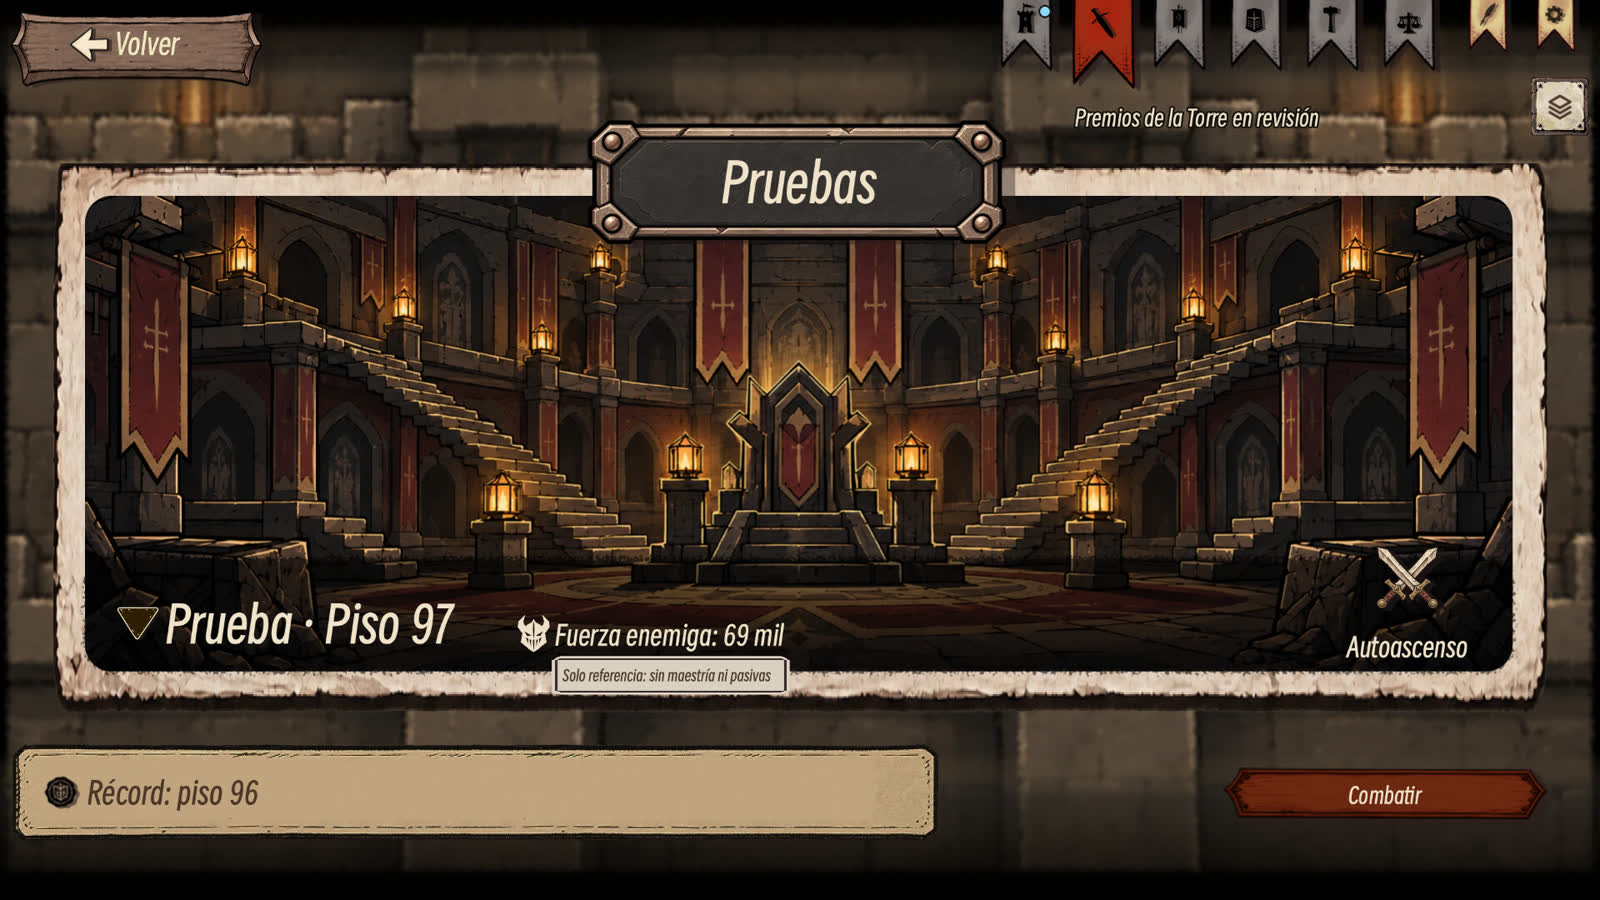 Volver
Premios de la Torre en revisión
Pruebas
Prueba · Piso 97
Fuerza enemiga: 69 mil
Solo referencia: sin maestría ni pasivas
Autoascenso
Récord: piso 96
Combatir